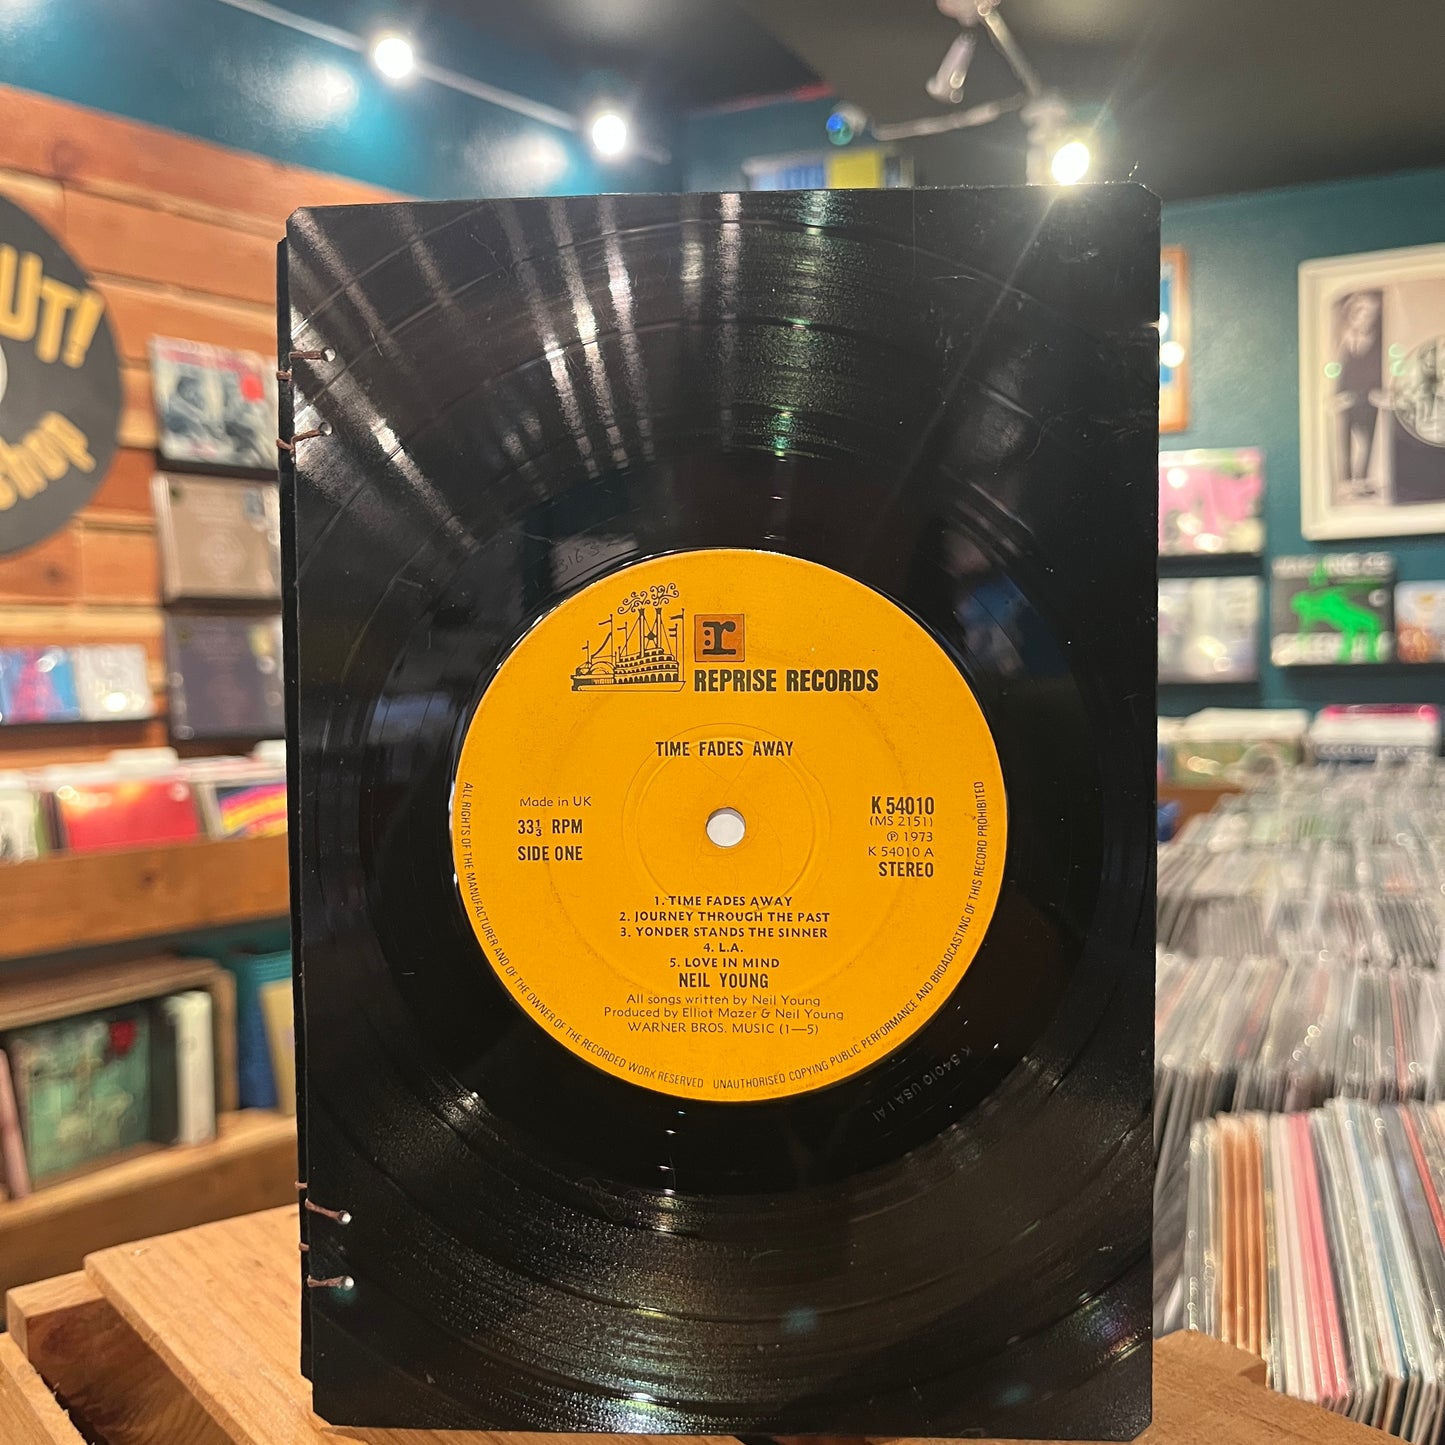 UT!
Shop
3163
r
REPRISE RECORDS
TIME FADES AWAY
Made in UK
33⅓ RPM
SIDE ONE
K 54010
(MS 2151)
℗ 1973
K 54010 A
STEREO
1. TIME FADES AWAY
2. JOURNEY THROUGH THE PAST
3. YONDER STANDS THE SINNER
4. L.A.
5. LOVE IN MIND
NEIL YOUNG
All songs written by Neil Young
Produced by Elliot Mazer & Neil Young
WARNER BROS. MUSIC (1—5)
ALL RIGHTS OF THE MANUFACTURER AND OF THE OWNER OF THE RECORDED WORK RESERVED · UNAUTHORISED COPYING PUBLIC PERFORMANCE AND BROADCASTING OF THIS RECORD PROHIBITED
K 54010 USA 1 A1